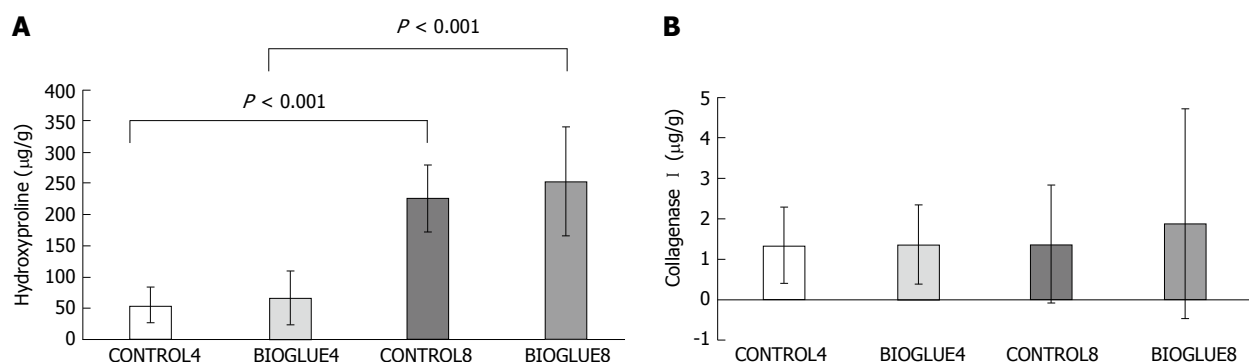 A
P < 0.001
P < 0.001
Hydroxyproline (μg/g)
400
350
300
250
200
150
100
50
0
CONTROL4 BIOGLUE4 CONTROL8 BIOGLUE8
B
Collagenase I (μg/g)
5
4
3
2
1
0
-1
CONTROL4 BIOGLUE4 CONTROL8 BIOGLUE8